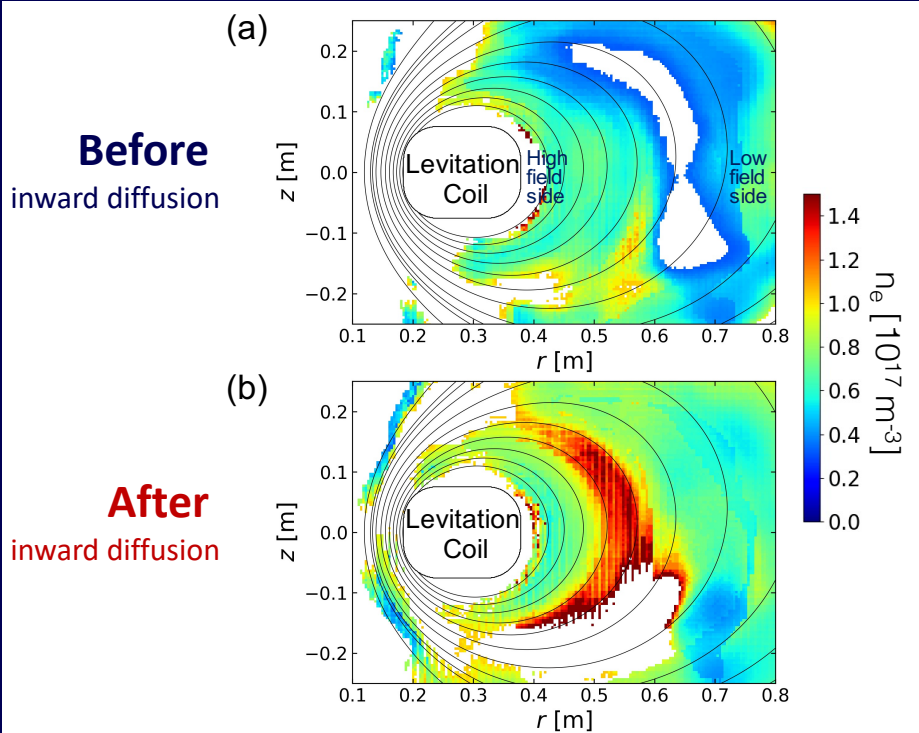 (a)
Before
inward diffusion
0.2
0.1
0.0
−0.1
−0.2
z [m]
Levitation
Coil
High
field
side
Low
field
side
0.1 0.2 0.3 0.4 0.5 0.6 0.7 0.8
r [m]
(b)
After
inward diffusion
0.2
0.1
0.0
−0.1
−0.2
z [m]
Levitation
Coil
0.1 0.2 0.3 0.4 0.5 0.6 0.7 0.8
r [m]
1.4
1.2
1.0
0.8
0.6
0.4
0.2
0.0
n_e [10^17 m^-3]